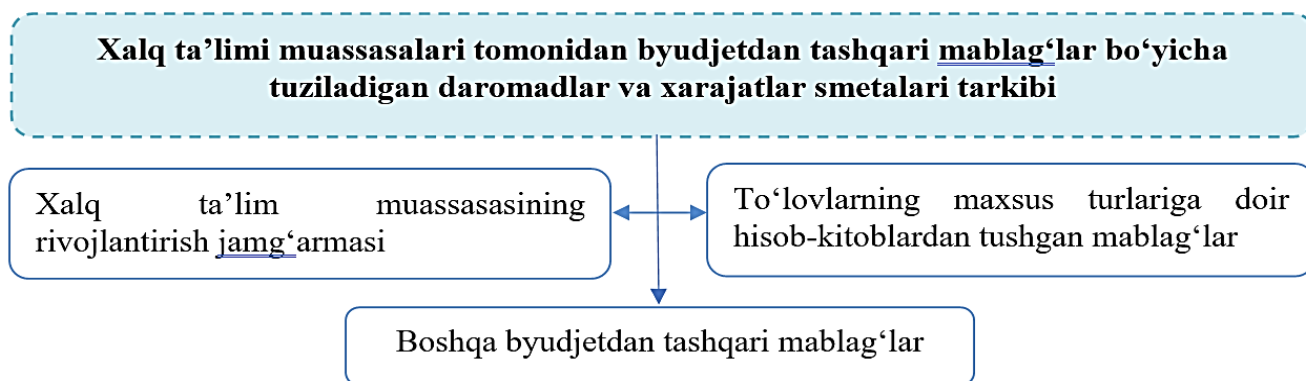 Xalq ta’limi muassasalari tomonidan byudjetdan tashqari mablag‘lar bo‘yicha
tuziladigan daromadlar va xarajatlar smetalari tarkibi
Xalq ta’lim muassasasining
rivojlantirish jamg‘armasi
To‘lovlarning maxsus turlariga doir
hisob-kitoblardan tushgan mablag‘lar
Boshqa byudjetdan tashqari mablag‘lar